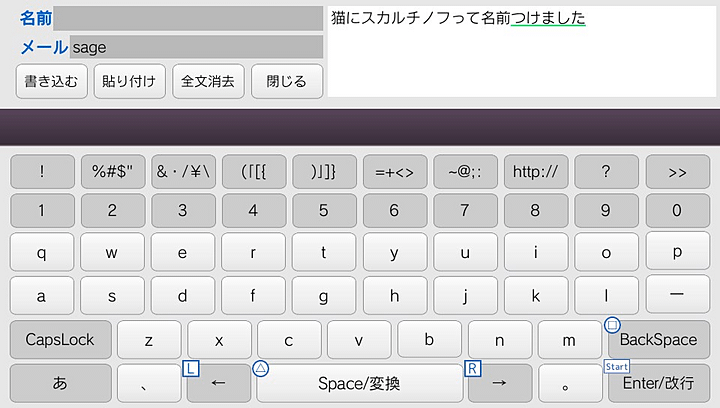 名前
メール sage
書き込む 貼り付け 全文消去 閉じる
猫にスカルチノフって名前つけました
! %#$" &・/¥\ (「[{ )」]} =+<> ~@;: http:// ? >>
1 2 3 4 5 6 7 8 9 0
q w e r t y u i o p
a s d f g h j k l ー
CapsLock z x c v b n m □ BackSpace
あ 、 L ← △ Space/変換 R → 。 Start Enter/改行